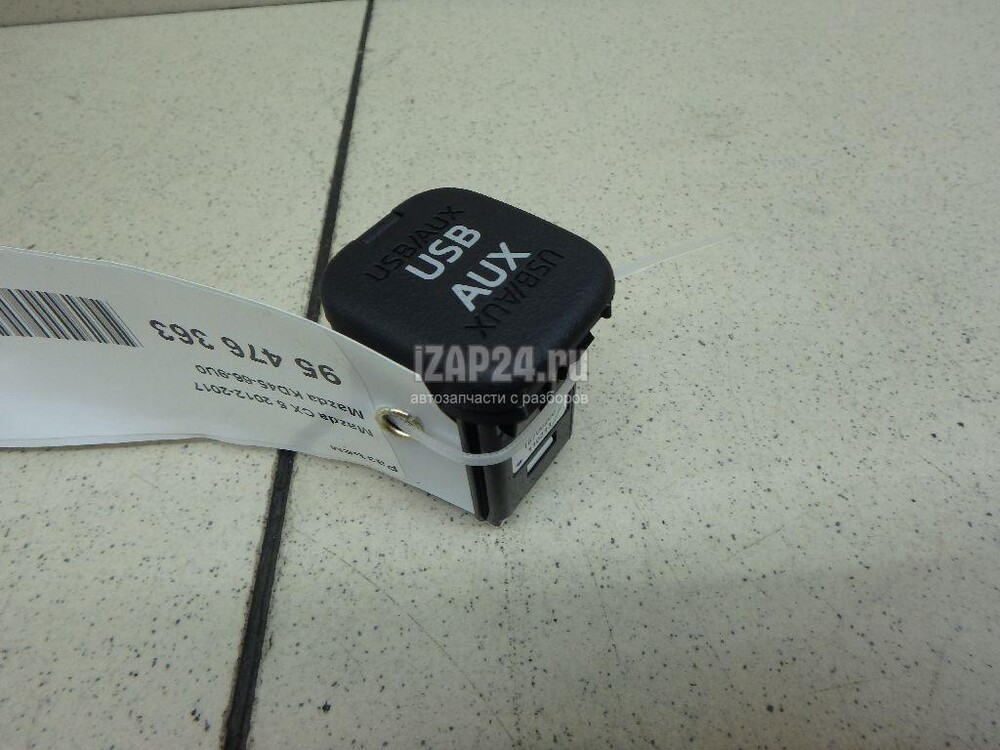 USB/AUX
USB
AUX
USB/AUX
iZAP24.ru
автозапчасти с разборов
95 476 363
Mazda KD45-66-9U0
Mazda CX 5 2012-2017
Разъем